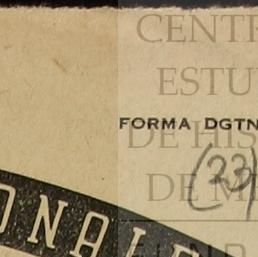 CENTR
ESTU
FORMA DGTN
DE HIS
(23)
DE M
ONALE